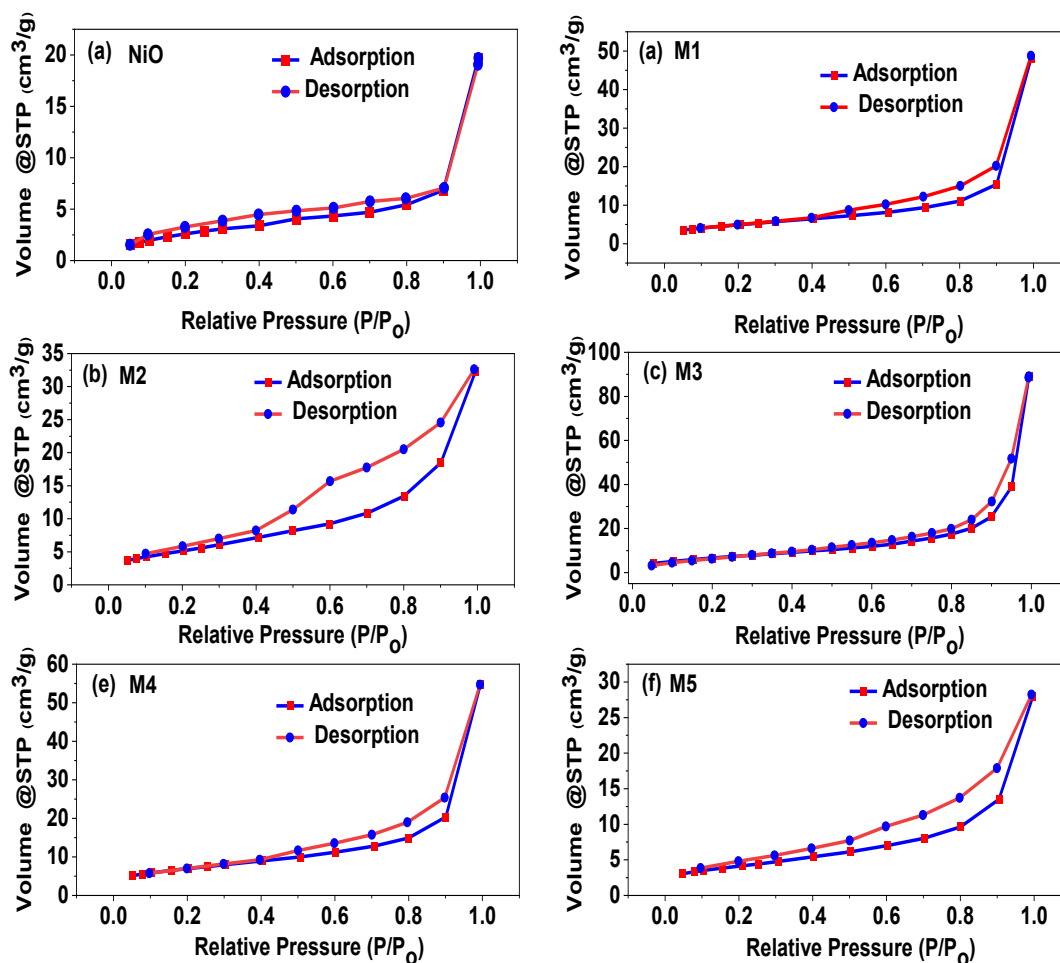 (a) NiO
Adsorption
Desorption
Volume @STP (cm³/g)
20
15
10
5
0
0.0 0.2 0.4 0.6 0.8 1.0
Relative Pressure (P/Po)
(a) M1
Adsorption
Desorption
Volume @STP (cm³/g)
50
40
30
20
10
0
0.0 0.2 0.4 0.6 0.8 1.0
Relative Pressure (P/Po)
(b) M2
Adsorption
Desorption
Volume @STP (cm³/g)
35
30
25
20
15
10
5
0
0.0 0.2 0.4 0.6 0.8 1.0
Relative Pressure (P/Po)
(c) M3
Adsorption
Desorption
Volume @STP (cm³/g)
100
80
60
40
20
0
0.0 0.2 0.4 0.6 0.8 1.0
Relative Pressure (P/Po)
(e) M4
Adsorption
Desorption
Volume @STP (cm³/g)
60
50
40
30
20
10
0
0.0 0.2 0.4 0.6 0.8 1.0
Relative Pressure (P/Po)
(f) M5
Adsorption
Desorption
Volume @STP (cm³/g)
30
25
20
15
10
5
0
0.0 0.2 0.4 0.6 0.8 1.0
Relative Pressure (P/Po)